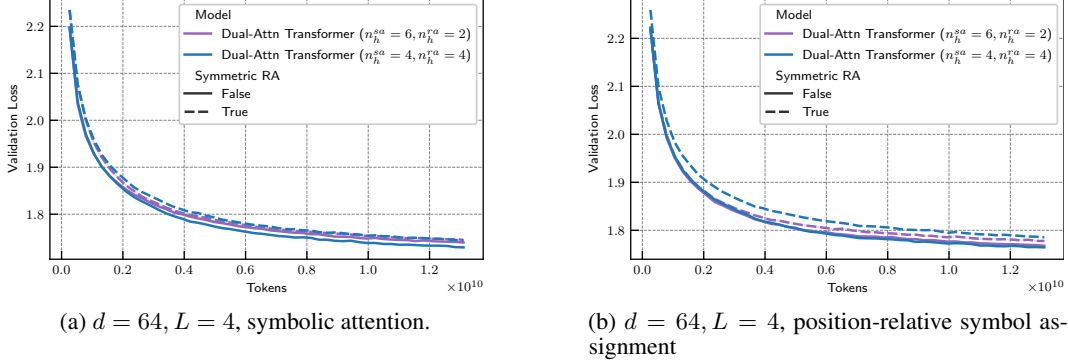 2.2
2.1
2.0
1.9
1.8
Validation Loss
Model
Dual-Attn Transformer (n_h^{sa} = 6, n_h^{ra} = 2)
Dual-Attn Transformer (n_h^{sa} = 4, n_h^{ra} = 4)
Symmetric RA
False
True
0.0 0.2 0.4 0.6 0.8 1.0 1.2
Tokens
×10^{10}
(a) d = 64, L = 4, symbolic attention.
2.2
2.1
2.0
1.9
1.8
Validation Loss
Model
Dual-Attn Transformer (n_h^{sa} = 6, n_h^{ra} = 2)
Dual-Attn Transformer (n_h^{sa} = 4, n_h^{ra} = 4)
Symmetric RA
False
True
0.0 0.2 0.4 0.6 0.8 1.0 1.2
Tokens
×10^{10}
(b) d = 64, L = 4, position-relative symbol as-
signment